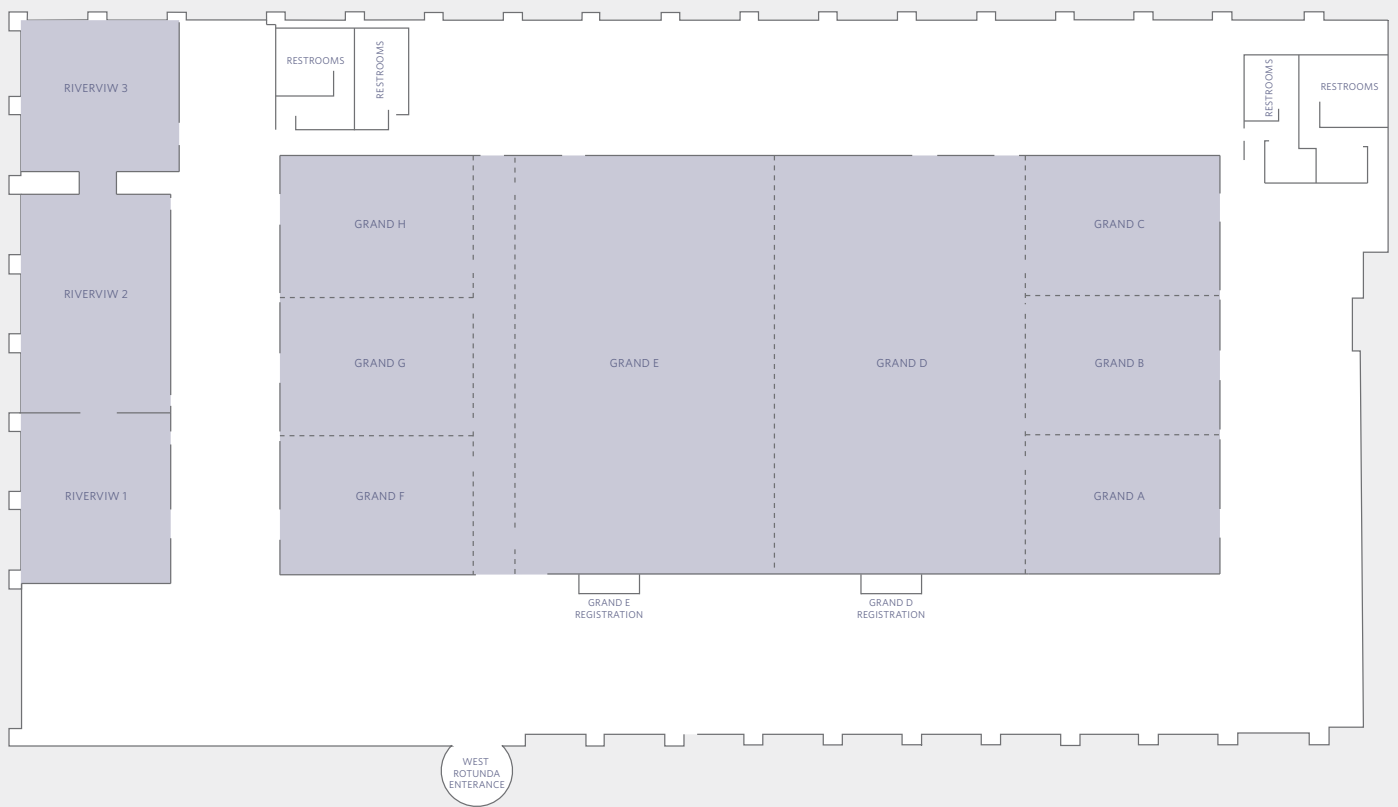 RIVERVIW 3
RESTROOMS
RESTROOMS
RESTROOMS
RESTROOMS
GRAND H
GRAND C
RIVERVIW 2
GRAND G
GRAND E
GRAND D
GRAND B
RIVERVIW 1
GRAND F
GRAND A
GRAND E
REGISTRATION
GRAND D
REGISTRATION
WEST
ROTUNDA
ENTERANCE